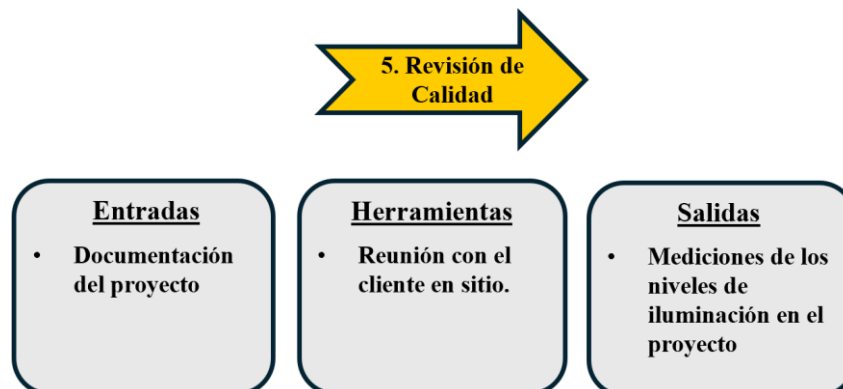 5. Revisión de
Calidad
Entradas
• Documentación
del proyecto
Herramientas
• Reunión con el
cliente en sitio.
Salidas
• Mediciones de los
niveles de
iluminación en el
proyecto